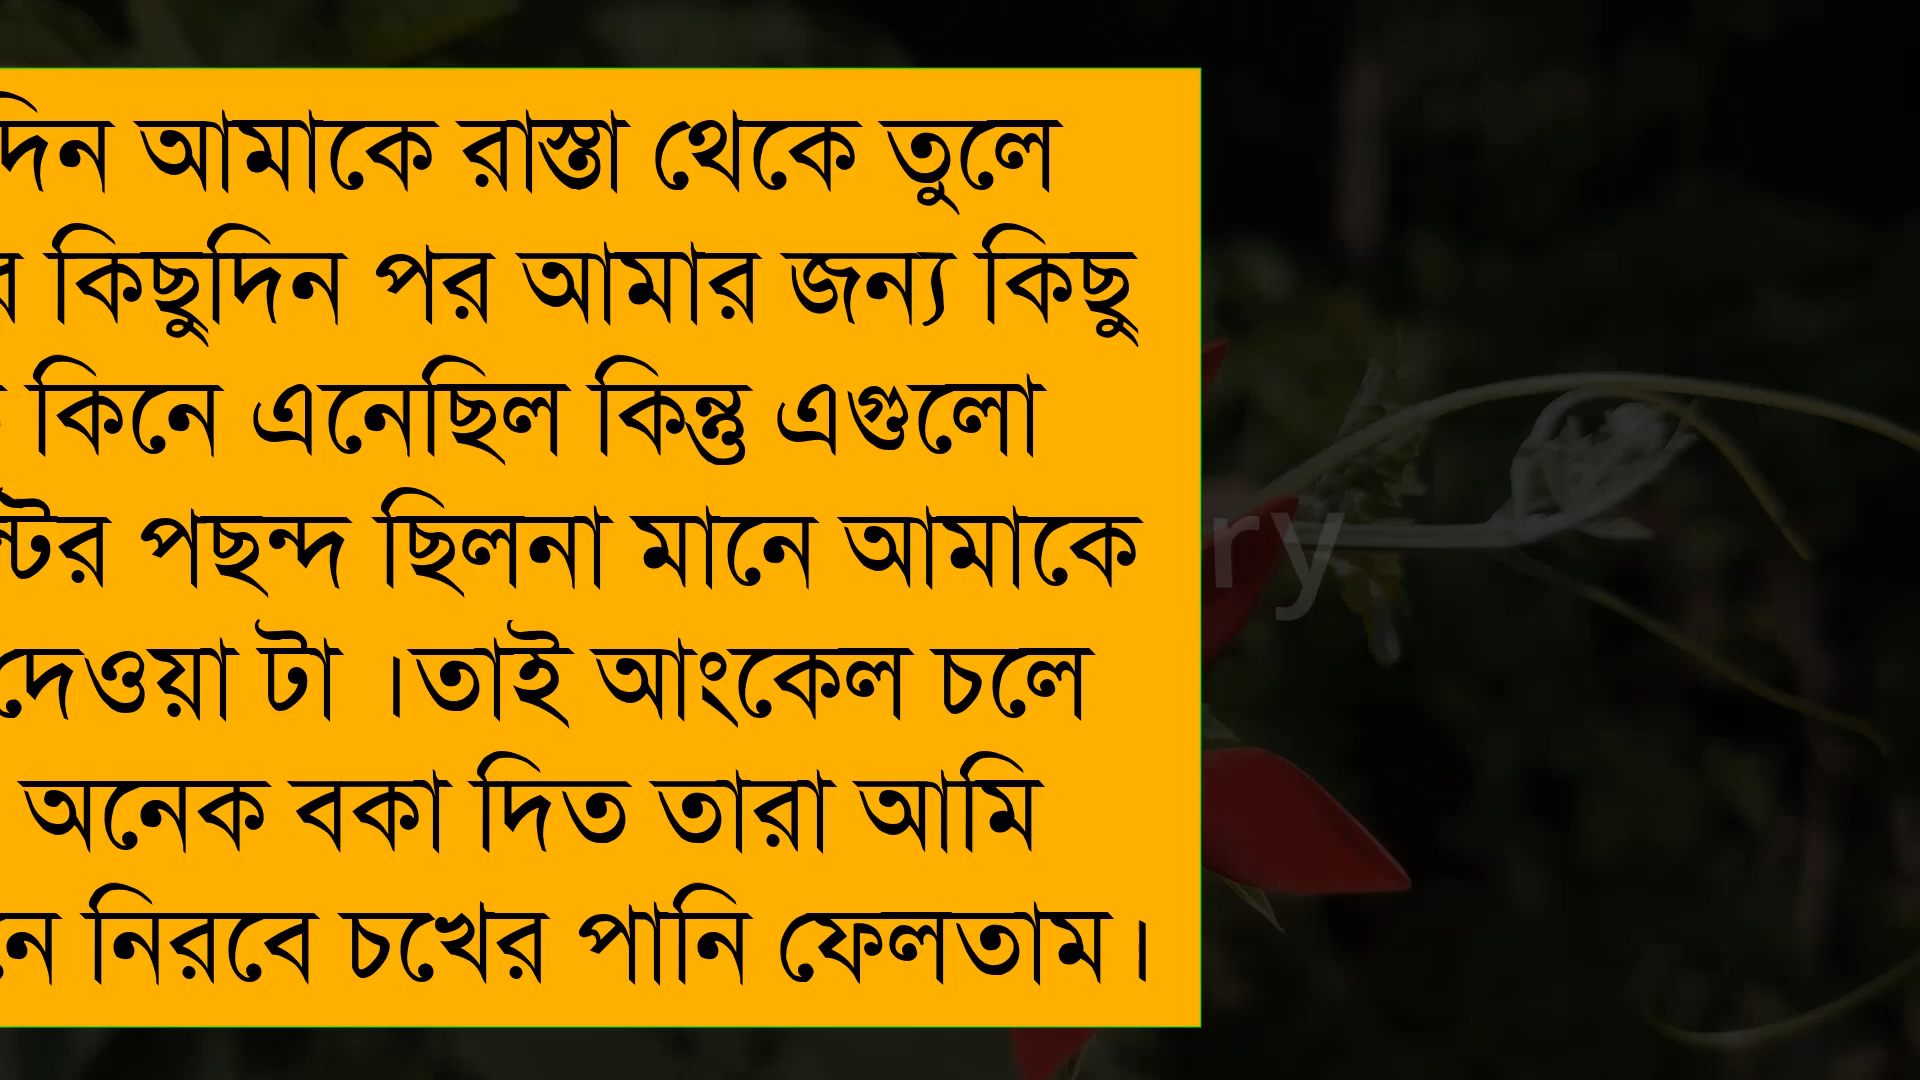 দিন আমাকে রাস্তা থেকে তুলে
কিছুদিন পর আমার জন্য কিছু
কিনে এনেছিল কিন্তু এগুলো
পছন্দ ছিলনা মানে আমাকে
দেওয়া টা ।তাই আংকেল চলে
অনেক বকা দিত তারা আমি
নিরবে চখের পানি ফেলতাম।